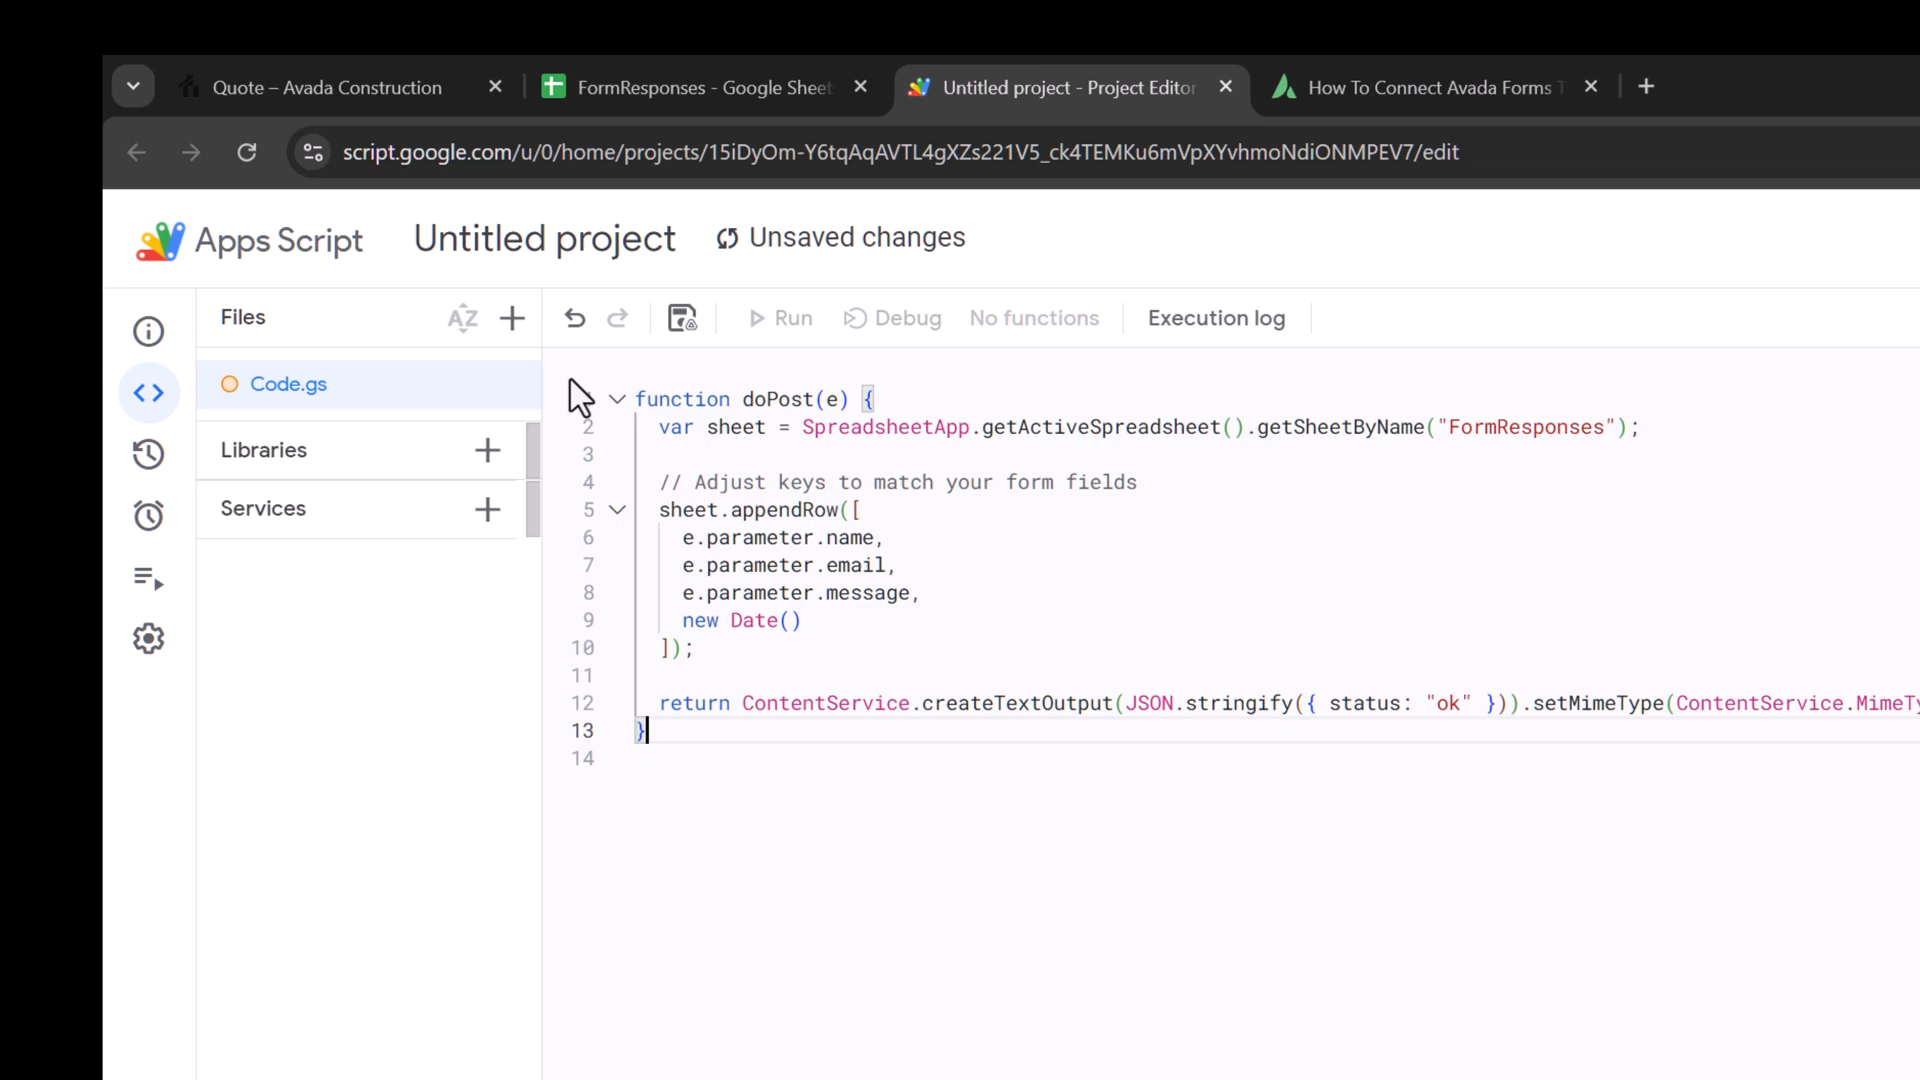 Quote – Avada Construction
FormResponses - Google Sheet
Untitled project - Project Editor
How To Connect Avada Forms T
script.google.com/u/0/home/projects/15iDyOm-Y6tqAqAVTL4gXZs221V5_ck4TEMKu6mVpXYvhmoNdiONMPEV7/edit
Apps Script
Untitled project
Unsaved changes
Files
AZ
Run
Debug
No functions
Execution log
Code.gs
Libraries
Services
function doPost(e) {
2 var sheet = SpreadsheetApp.getActiveSpreadsheet().getSheetByName("FormResponses");
3
4 // Adjust keys to match your form fields
5 sheet.appendRow([
6 e.parameter.name,
7 e.parameter.email,
8 e.parameter.message,
9 new Date()
10 ]);
11
12 return ContentService.createTextOutput(JSON.stringify({ status: "ok" })).setMimeType(ContentService.MimeTy
13 }
14